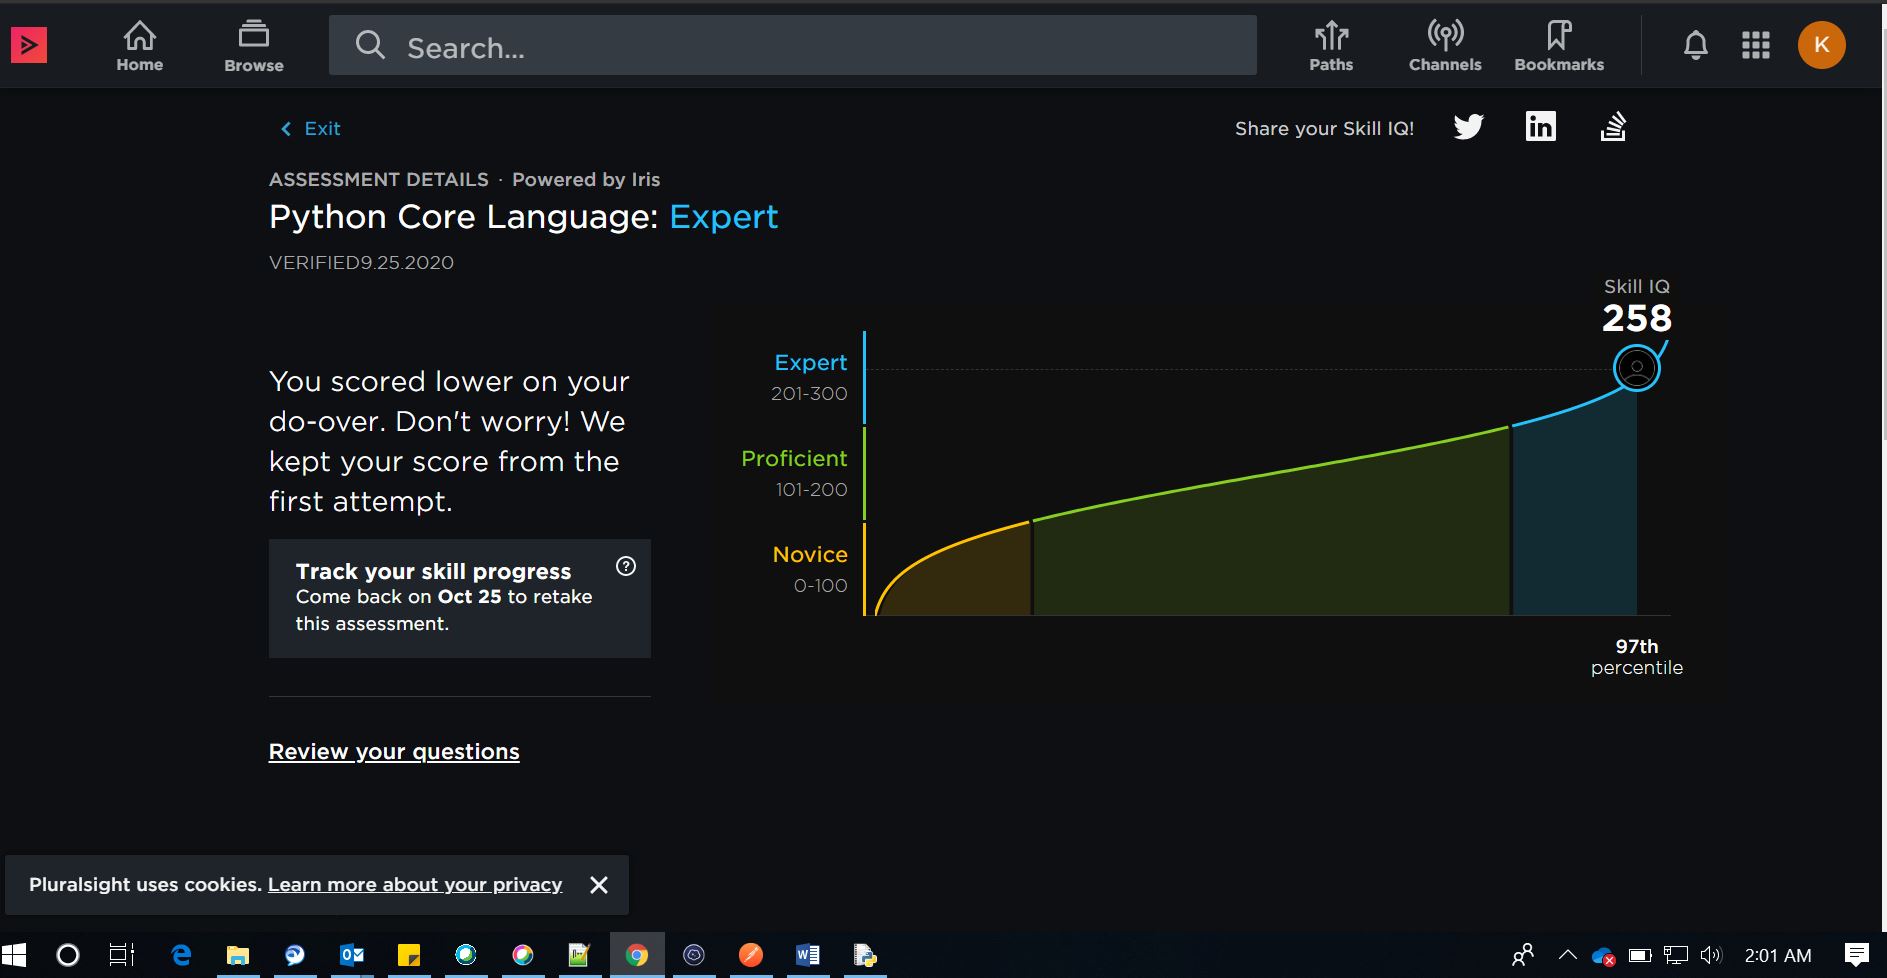 Home
Browse
Search...
Paths
Channels
Bookmarks
K
Exit
Share your Skill IQ!
in
ASSESSMENT DETAILS · Powered by Iris
Python Core Language: Expert
VERIFIED9.25.2020
Skill IQ
258
You scored lower on your
do-over. Don't worry! We
kept your score from the
first attempt.
Track your skill progress
?
Come back on Oct 25 to retake
this assessment.
Review your questions
Expert
201-300
Proficient
101-200
Novice
0-100
97th
percentile
Pluralsight uses cookies. Learn more about your privacy
2:01 AM